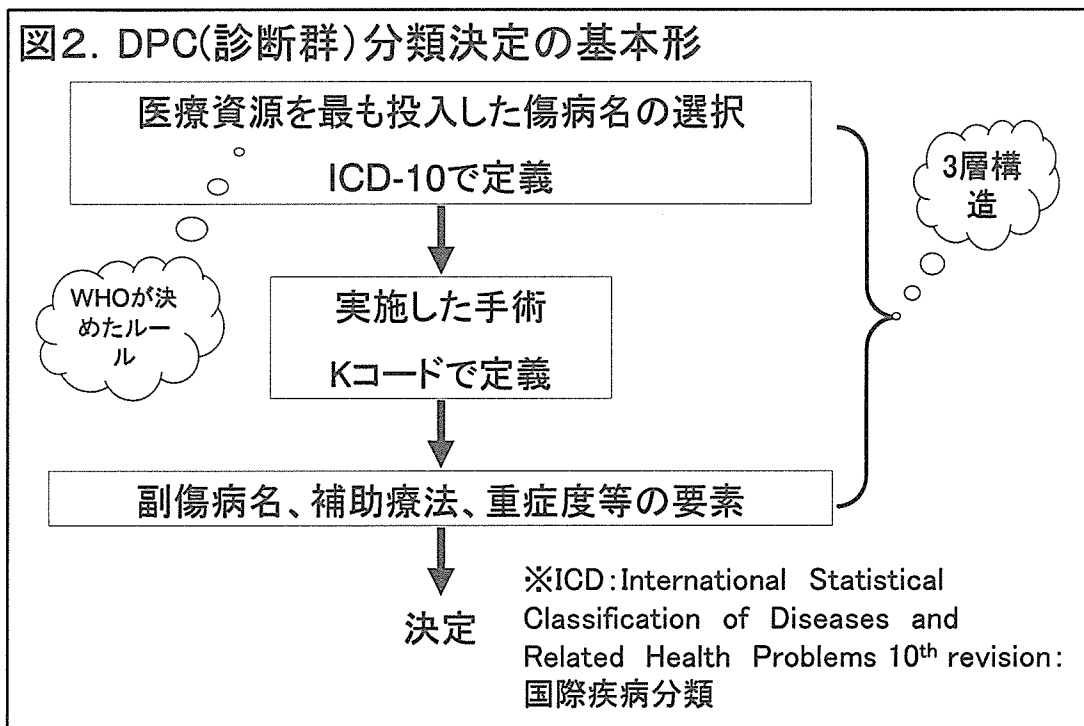 図2. DPC(診断群)分類決定の基本形
医療資源を最も投入した傷病名の選択
ICD-10で定義
3層構
造
WHOが決
めたルー
ル
実施した手術
Kコードで定義
副傷病名、補助療法、重症度等の要素
決定
※ICD:International Statistical
Classification of Diseases and
Related Health Problems 10th revision:
国際疾病分類